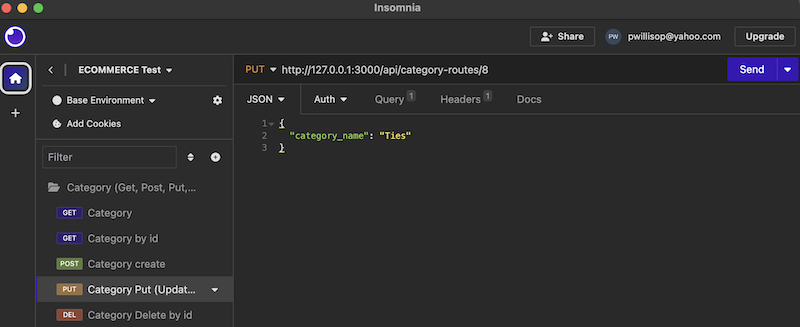 Insomnia
Share
PW pwillisop@yahoo.com
Upgrade
ECOMMERCE Test
PUT http://127.0.0.1:3000/api/category-routes/8
Send
Base Environment
JSON Auth Query 1 Headers 1 Docs
Add Cookies
1 {
2 "category_name": "Ties"
3 }
Filter
Category (Get, Post, Put,...
GET Category
GET Category by id
POST Category create
PUT Category Put (Updat...
DEL Category Delete by id